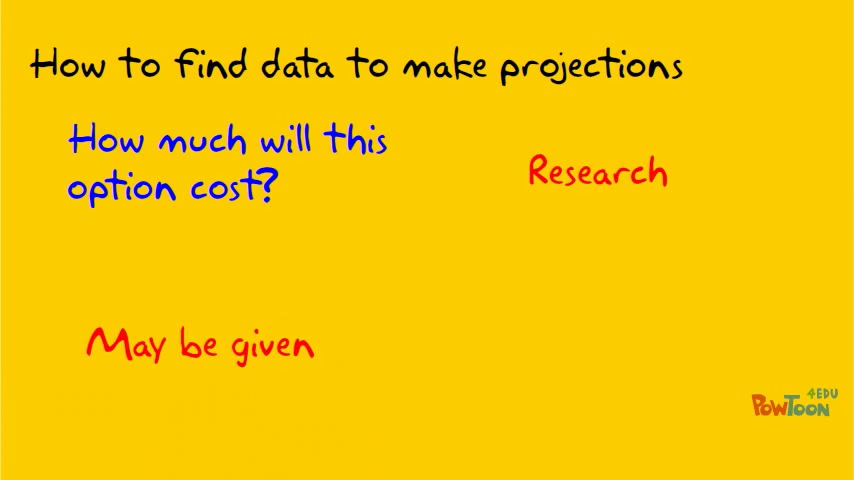 How to find data to make projections
How much will this
option cost?
Research
May be given
4EDU
PowToon